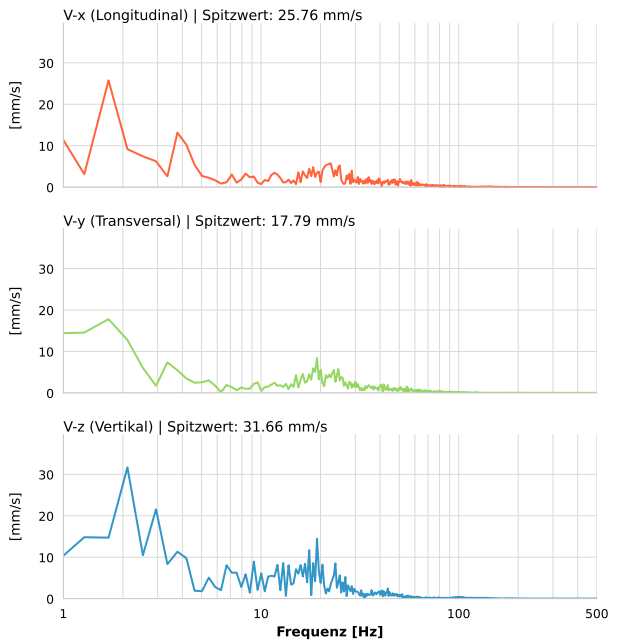 V-x (Longitudinal) | Spitzwert: 25.76 mm/s
[mm/s]
30
20
10
0
V-y (Transversal) | Spitzwert: 17.79 mm/s
[mm/s]
30
20
10
0
V-z (Vertikal) | Spitzwert: 31.66 mm/s
[mm/s]
30
20
10
0
1 10 100 500
Frequenz [Hz]